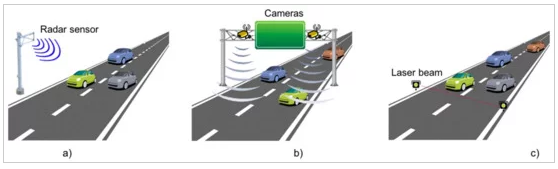 Radar sensor
Cameras
Laser beam
a)
b)
c)